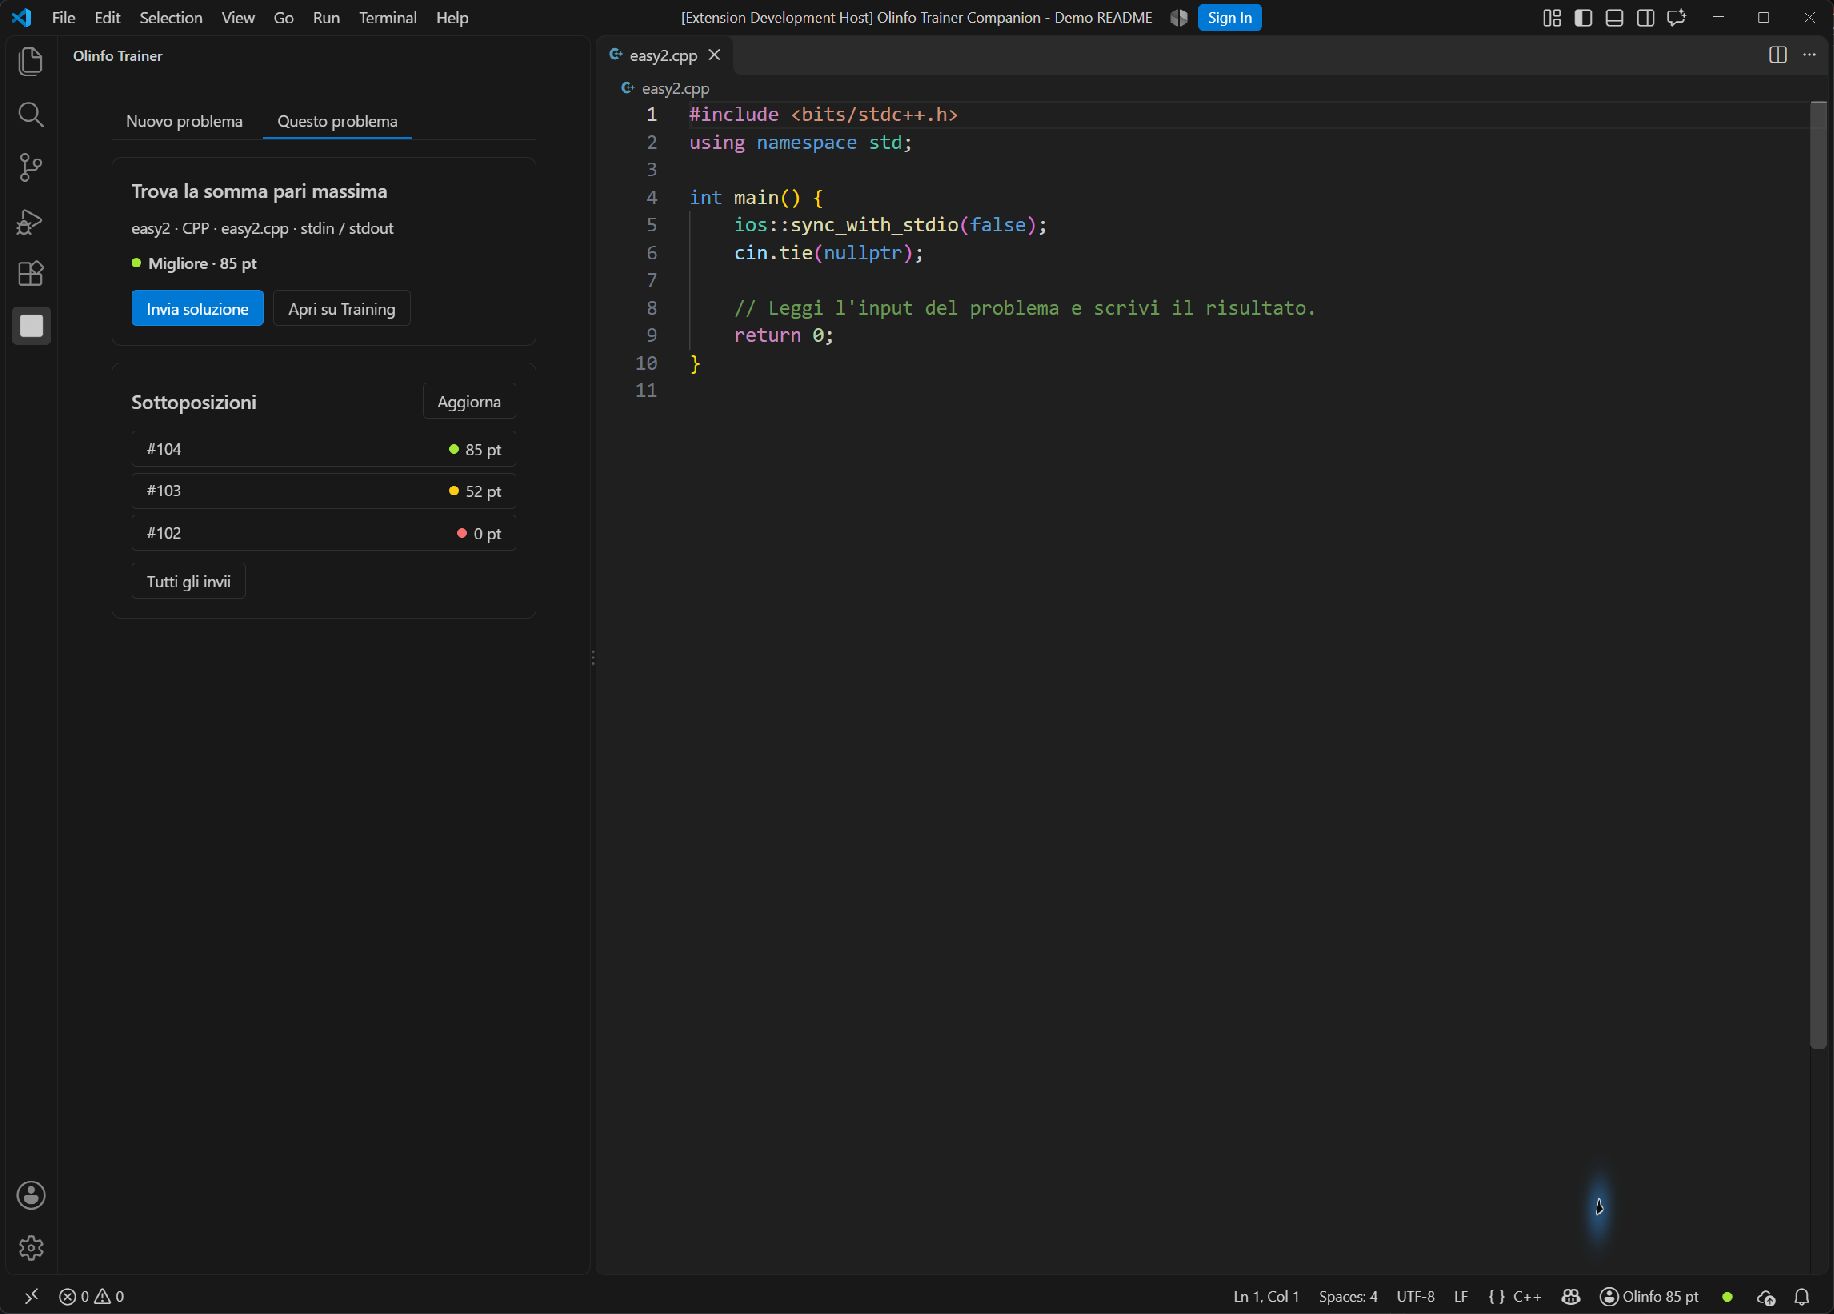 File Edit Selection View Go Run Terminal Help [Extension Development Host] Olinfo Trainer Companion - Demo README Sign In
Olinfo Trainer
Nuovo problema Questo problema
Trova la somma pari massima
easy2 · CPP · easy2.cpp · stdin / stdout
Migliore · 85 pt
Invia soluzione Apri su Training
Sottoposizioni Aggiorna
#104 85 pt
#103 52 pt
#102 0 pt
Tutti gli invii
easy2.cpp
easy2.cpp
1 #include <bits/stdc++.h>
2 using namespace std;
3
4 int main() {
5 ios::sync_with_stdio(false);
6 cin.tie(nullptr);
7
8 // Leggi l'input del problema e scrivi il risultato.
9 return 0;
10 }
11
0 0 Ln 1, Col 1 Spaces: 4 UTF-8 LF {} C++ Olinfo 85 pt